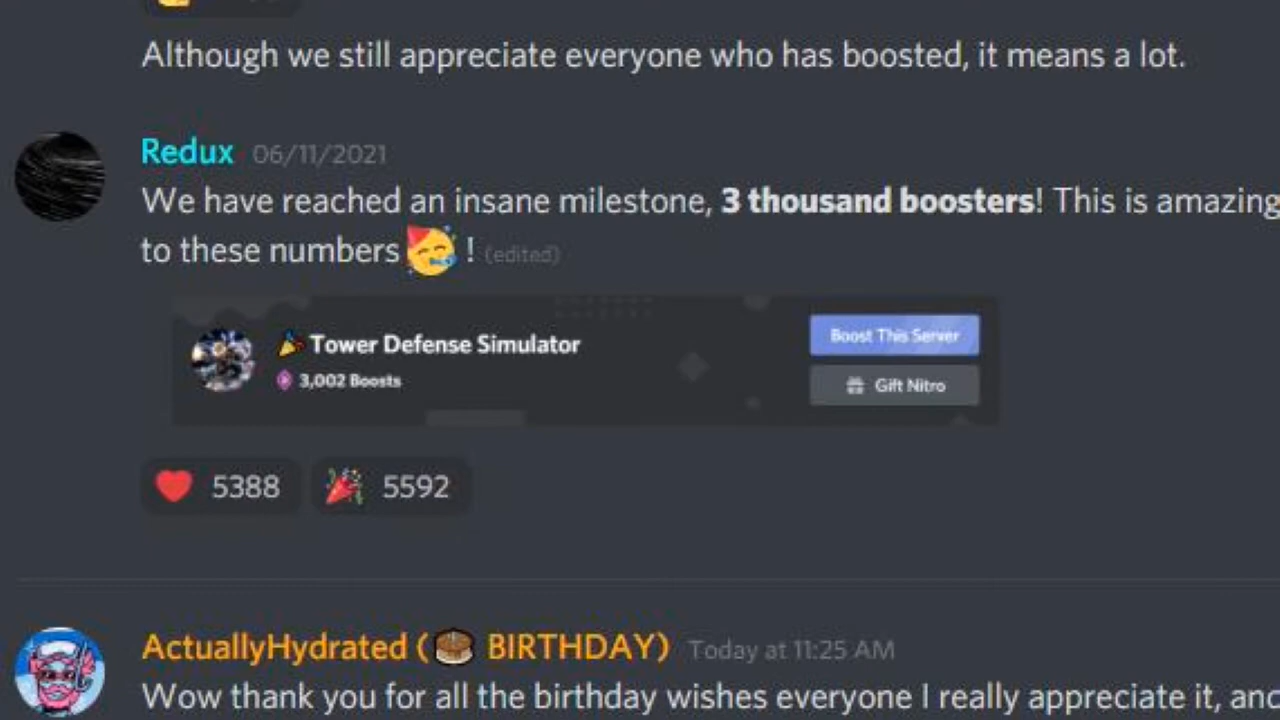 Although we still appreciate everyone who has boosted, it means a lot.
Redux 06/11/2021
We have reached an insane milestone, 3 thousand boosters! This is amazing
to these numbers 🥳 ! (edited)
🎉 Tower Defense Simulator
3,002 Boosts
Boost This Server
Gift Nitro
❤️ 5388 🎉 5592
ActuallyHydrated (🎂 BIRTHDAY) Today at 11:25 AM
Wow thank you for all the birthday wishes everyone I really appreciate it, and